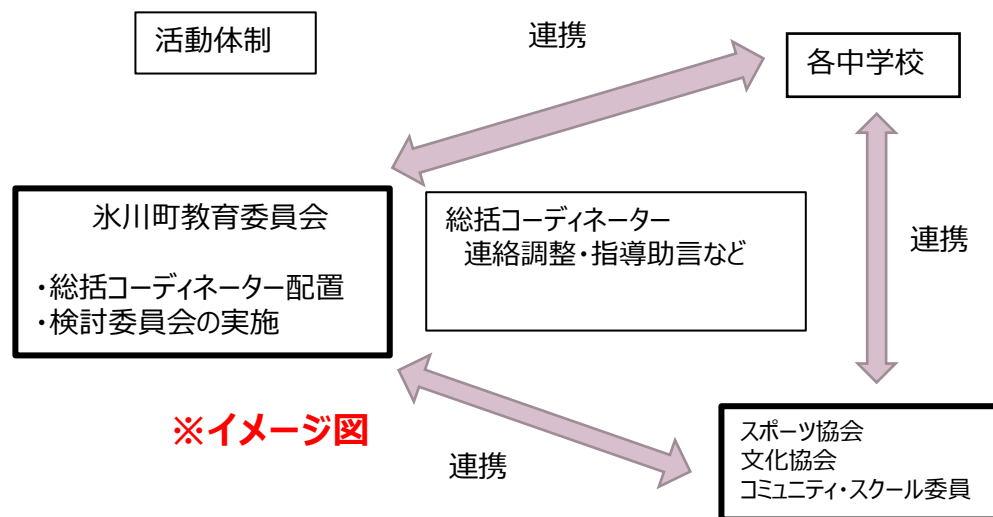 活動体制
連携
各中学校
氷川町教育委員会
・総括コーディネーター配置
・検討委員会の実施
総括コーディネーター
連絡調整・指導助言など
連携
※イメージ図
連携
スポーツ協会
文化協会
コミュニティ・スクール委員